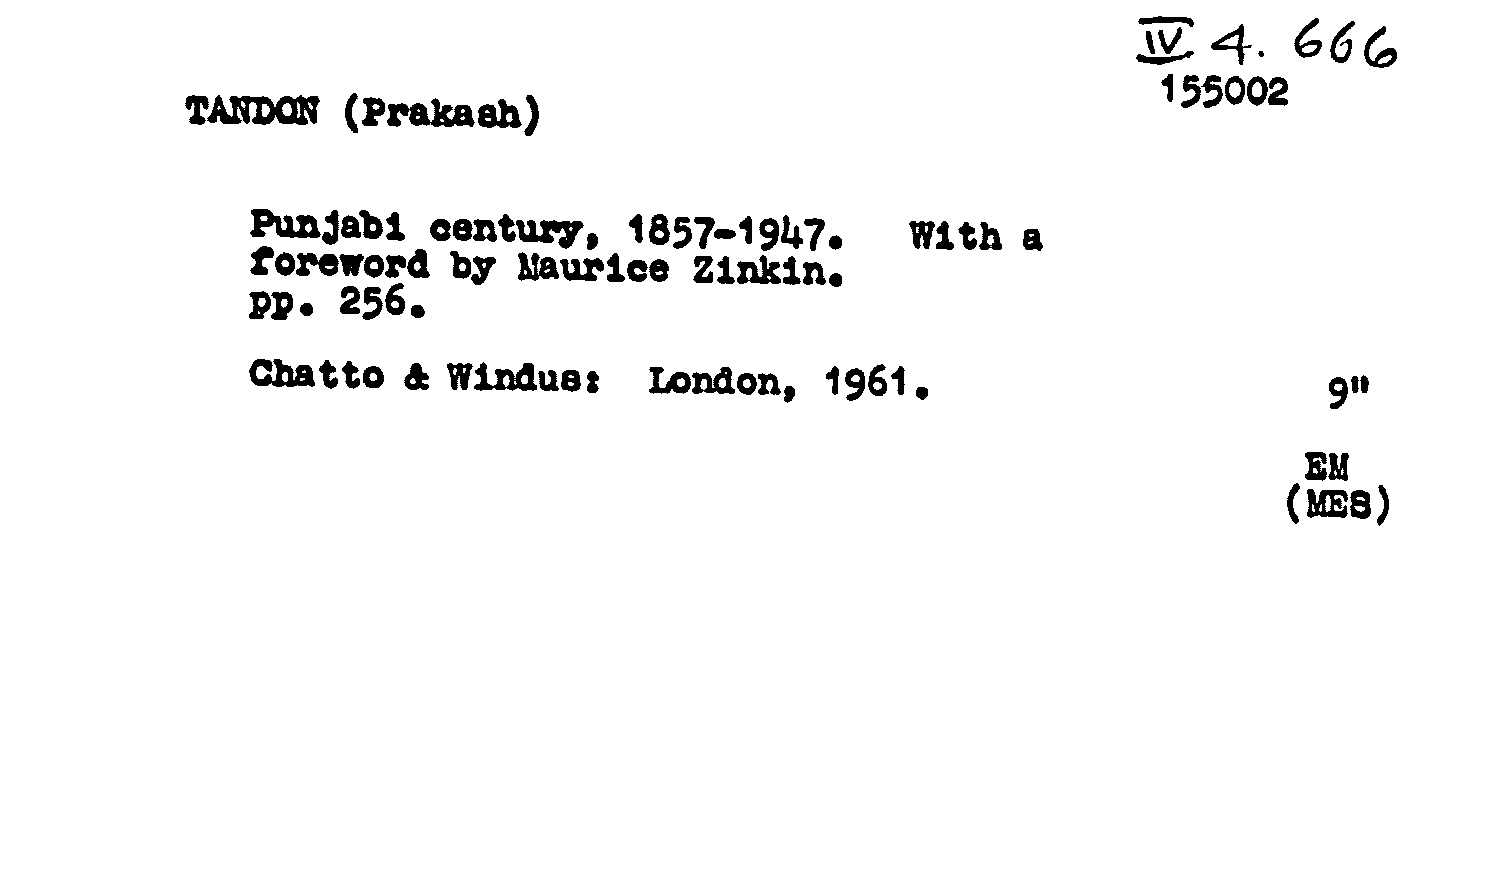 IV 4. 666
155002
TANDON (Prakash)
Punjabi century, 1857-1947. With a
foreword by Maurice Zinkin.
pp. 256.
Chatto & Windus: London, 1961.
9"
EM
(MES)